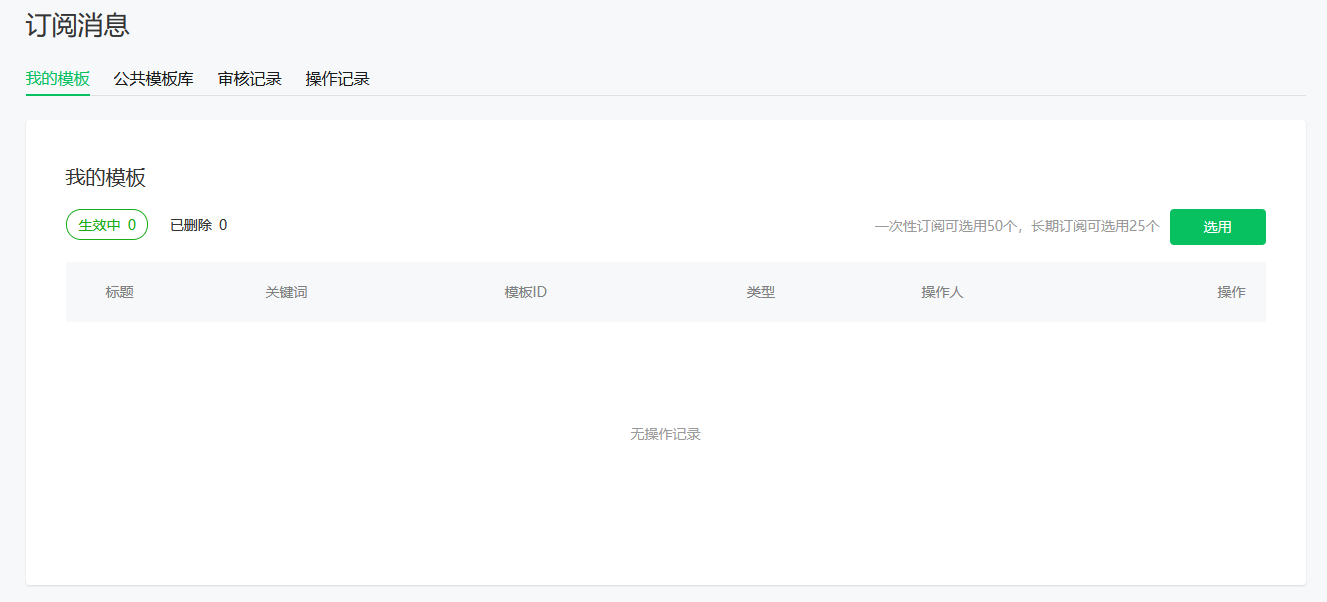 订阅消息
我的模板 公共模板库 审核记录 操作记录
我的模板
生效中 0 已删除 0 一次性订阅可选用50个，长期订阅可选用25个 选用
标题 关键词 模板ID 类型 操作人 操作
无操作记录